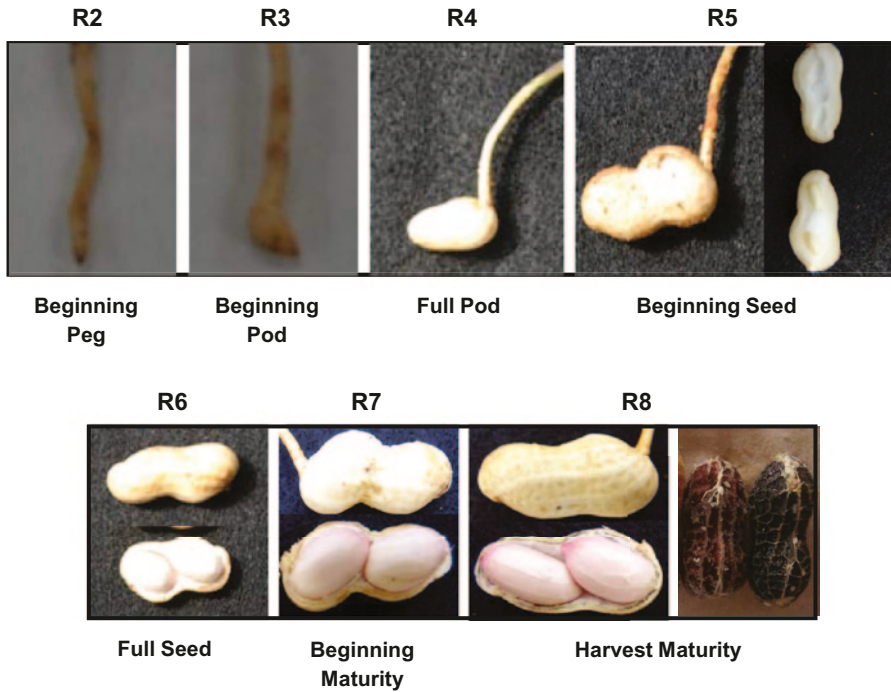 R2 R3 R4 R5
Beginning Peg
Beginning Pod
Full Pod
Beginning Seed
R6 R7 R8
Full Seed
Beginning Maturity
Harvest Maturity